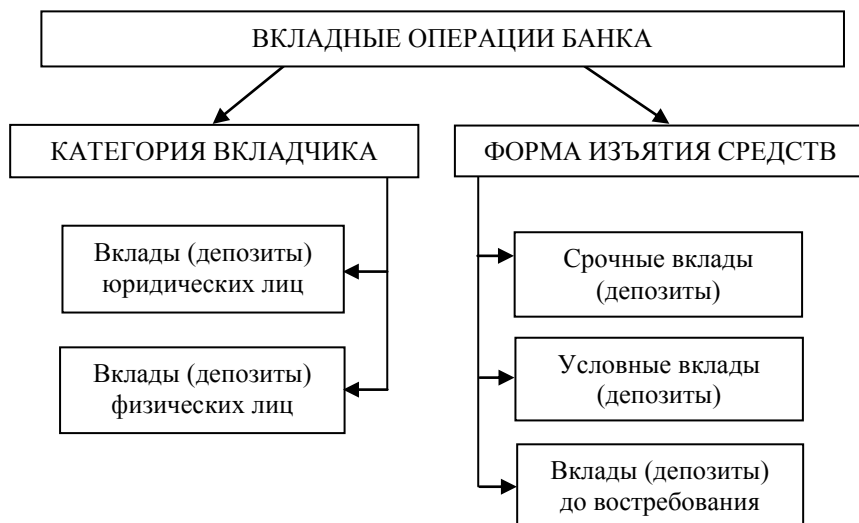 ВКЛАДНЫЕ ОПЕРАЦИИ БАНКА
КАТЕГОРИЯ ВКЛАДЧИКА
ФОРМА ИЗЪЯТИЯ СРЕДСТВ
Вклады (депозиты)
юридических лиц
Вклады (депозиты)
физических лиц
Срочные вклады
(депозиты)
Условные вклады
(депозиты)
Вклады (депозиты)
до востребования